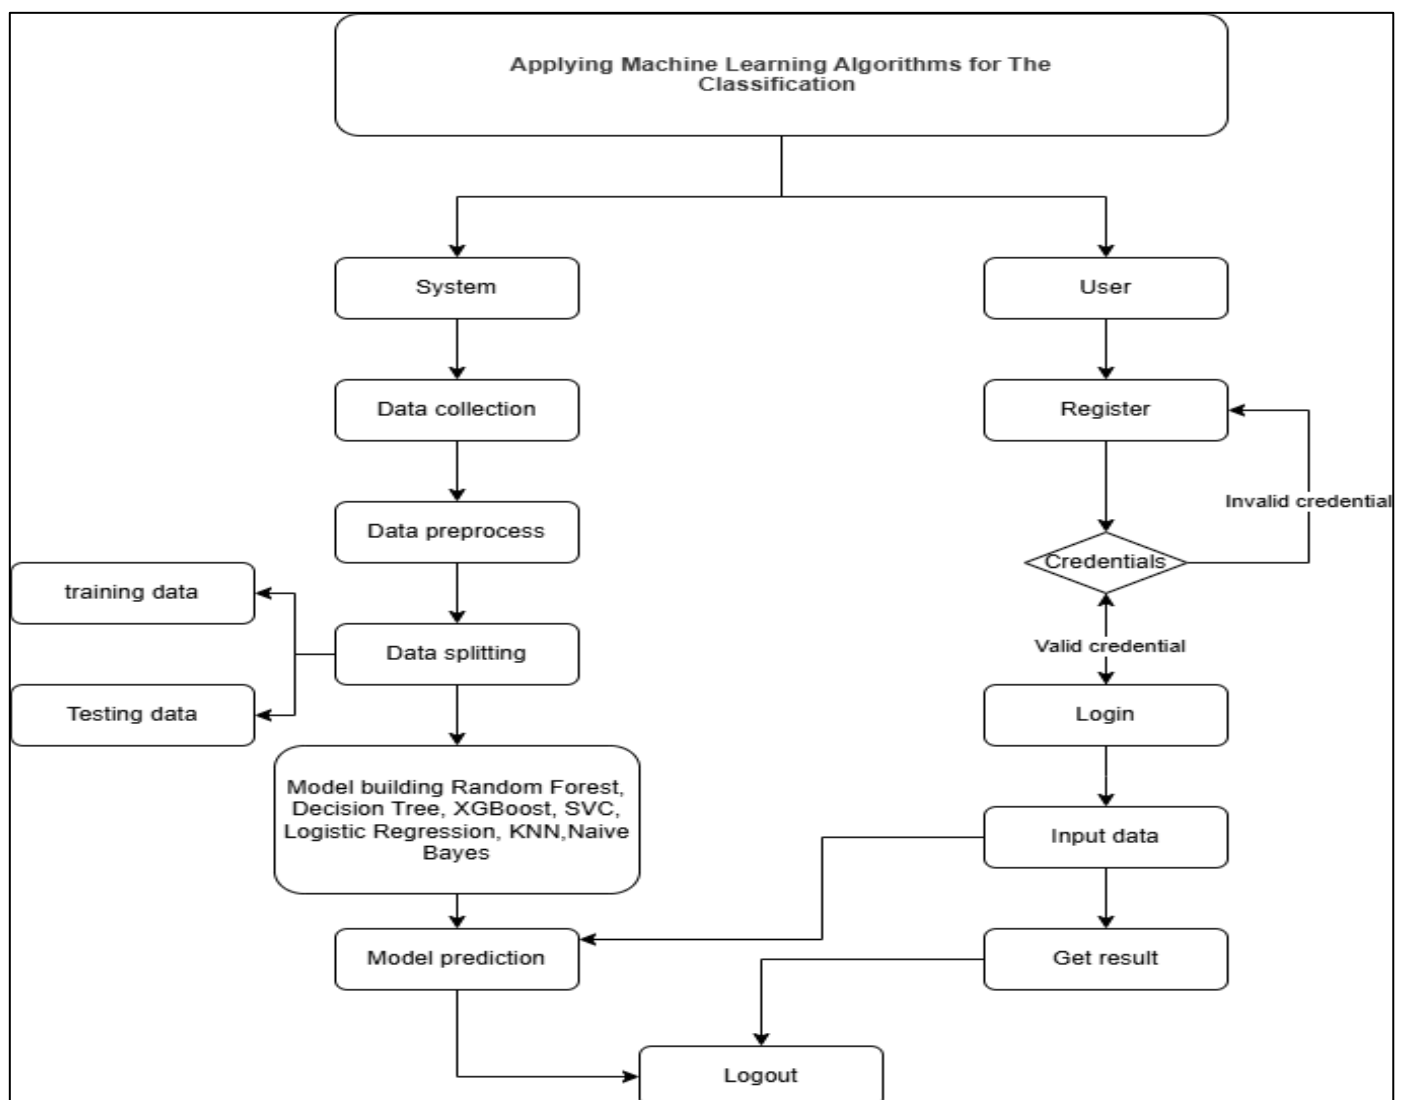 Applying Machine Learning Algorithms for The
Classification
System
User
Data collection
Register
Data preprocess
Invalid credential
Credentials
training data
Data splitting
Valid credential
Testing data
Login
Model building Random Forest,
Decision Tree, XGBoost, SVC,
Logistic Regression, KNN,Naive
Bayes
Input data
Model prediction
Get result
Logout